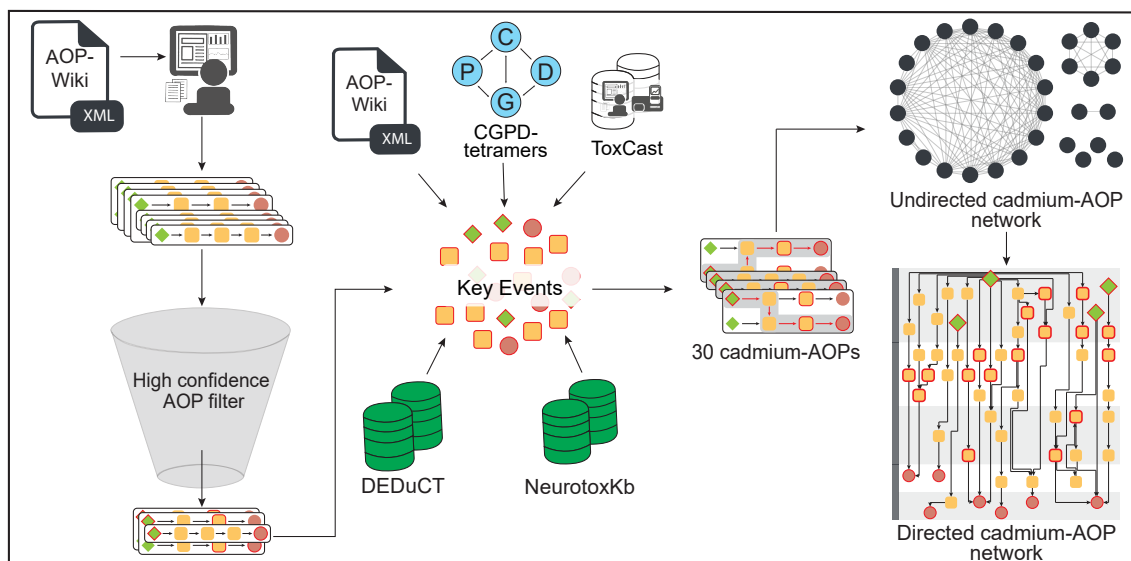 AOP-
Wiki
XML
AOP-
Wiki
XML
C
P
D
G
CGPD-
tetramers
ToxCast
Key Events
High confidence
AOP filter
DEDuCT
NeurotoxKb
30 cadmium-AOPs
Undirected cadmium-AOP
network
Directed cadmium-AOP
network